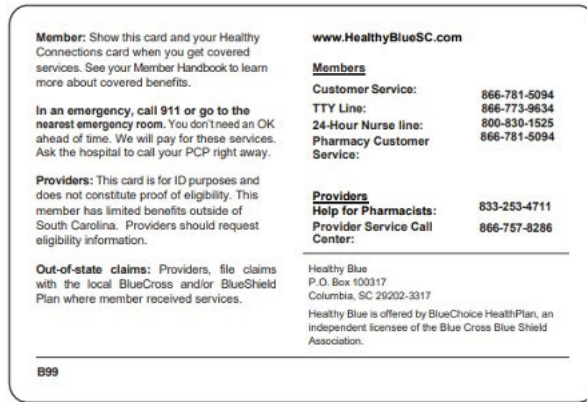 Member: Show this card and your Healthy
Connections card when you get covered
services. See your Member Handbook to learn
more about covered benefits.
In an emergency, call 911 or go to the
nearest emergency room. You don't need an OK
ahead of time. We will pay for these services.
Ask the hospital to call your PCP right away.
Providers: This card is for ID purposes and
does not constitute proof of eligibility. This
member has limited benefits outside of
South Carolina. Providers should request
eligibility information.
Out-of-state claims: Providers, file claims
with the local BlueCross and/or BlueShield
Plan where member received services.
www.HealthyBlueSC.com
Members
Customer Service: 866-781-5094
TTY Line: 866-773-9634
24-Hour Nurse line: 800-830-1525
Pharmacy Customer 866-781-5094
Service:
Providers
Help for Pharmacists: 833-253-4711
Provider Service Call 866-757-8286
Center:
Healthy Blue
P.O. Box 100317
Columbia, SC 29202-3317
Healthy Blue is offered by BlueChoice HealthPlan, an
independent licensee of the Blue Cross Blue Shield
Association.
B99